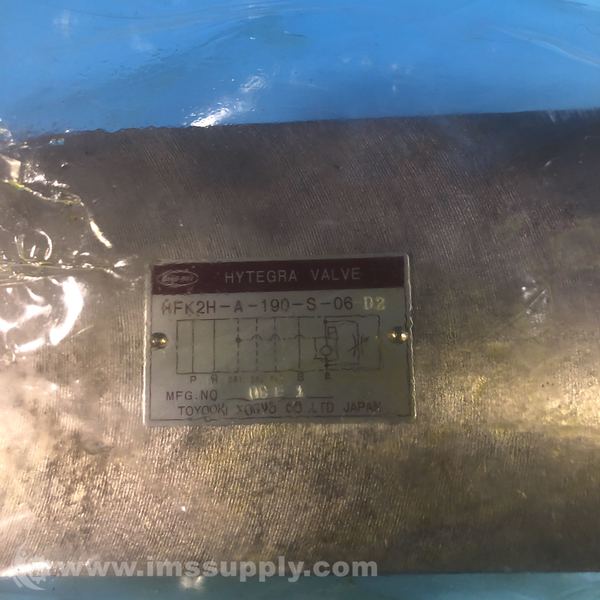 HYTEGRA VALVE
HFK2H-A-190-S-06 D2
P R B P
MFG.NO
TOYOOKI KOGYO CO.,LTD JAPAN
www.imssupply.com